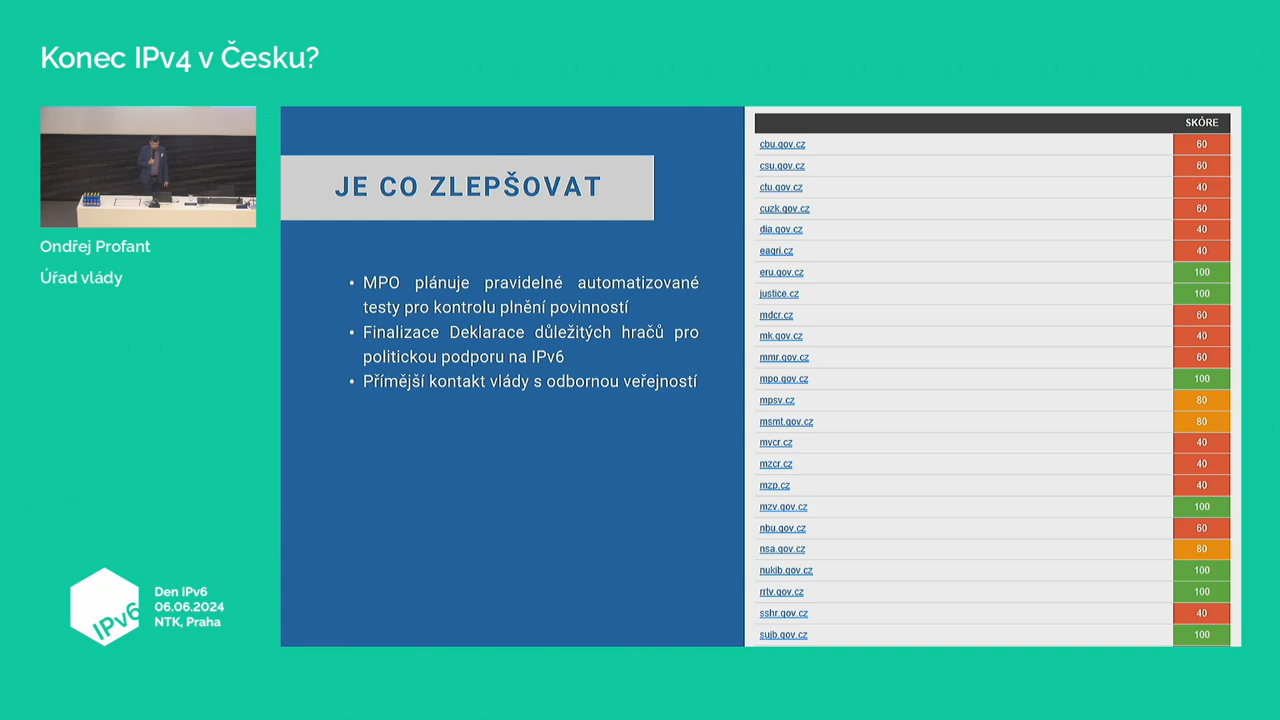 Konec IPv4 v Česku?
Ondřej Profant
Úřad vlády
JE CO ZLEPŠOVAT
• MPO plánuje pravidelné automatizované
testy pro kontrolu plnění povinností
• Finalizace Deklarace důležitých hračů pro
politickou podporu na IPv6
• Přímější kontakt vlády s odbornou veřejností
SKÓRE
cbu.gov.cz 60
csu.gov.cz 60
ctu.gov.cz 40
cuzk.gov.cz 60
dia.gov.cz 40
eagri.cz 40
eru.gov.cz 100
justice.cz 100
mdcr.cz 60
mk.gov.cz 40
mmr.gov.cz 60
mpo.gov.cz 100
mpsv.cz 80
msmt.gov.cz 80
mvcr.cz 40
mzcr.cz 40
mzp.cz 40
mzv.gov.cz 100
nbu.gov.cz 60
nsa.gov.cz 80
nukib.gov.cz 100
rrtv.gov.cz 100
sshr.gov.cz 40
sujb.gov.cz 100
IPv6
Den IPv6
06.06.2024
NTK, Praha